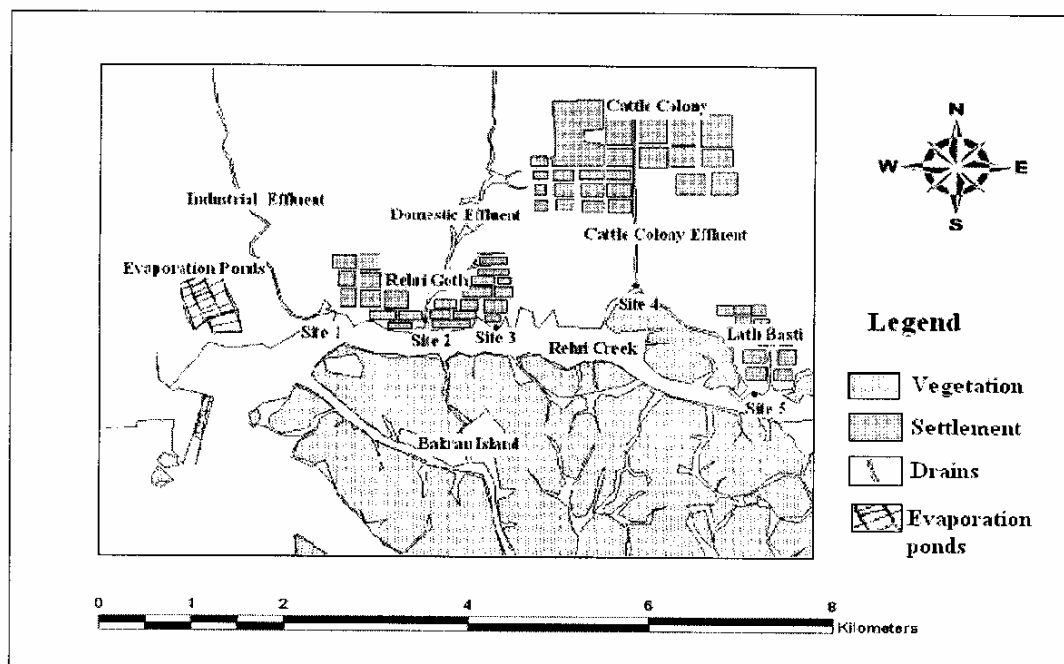 Cattle Colony
N
W
E
S
Industrial Effluent
Domestic Effluent
Cattle Colony Effluent
Evaporation Ponds
Rehri Goth
Site 1
Site 2
Site 3
Site 4
Rehri Creek
Lath Basti
Site 5
Bakran Island
Legend
Vegetation
Settlement
Drains
Evaporation
ponds
0 1 2 4 6 8
Kilometers